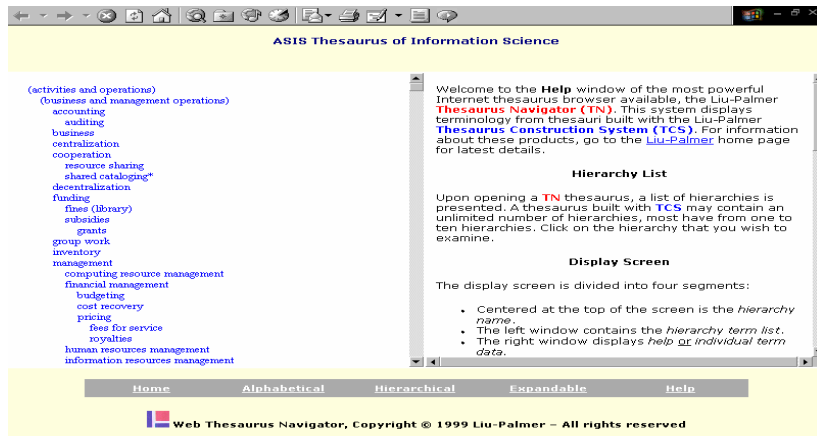 ASIS Thesaurus of Information Science
(activities and operations)
(business and management operations)
accounting
auditing
business
centralization
cooperation
resource sharing
shared cataloging*
decentralization
funding
fines (library)
subsidies
grants
group work
inventory
management
computing resource management
financial management
budgeting
cost recovery
pricing
fees for service
royalties
human resources management
information resources management
Welcome to the Help window of the most powerful
Internet thesaurus browser available, the Liu-Palmer
Thesaurus Navigator (TN). This system displays
terminology from thesauri built with the Liu-Palmer
Thesaurus Construction System (TCS). For information
about these products, go to the Liu-Palmer home page
for latest details.
Hierarchy List
Upon opening a TN thesaurus, a list of hierarchies is
presented. A thesaurus built with TCS may contain an
unlimited number of hierarchies, most have from one to
ten hierarchies. Click on the hierarchy that you wish to
examine.
Display Screen
The display screen is divided into four segments:
• Centered at the top of the screen is the hierarchy
name.
• The left window contains the hierarchy term list.
• The right window displays help or individual term
data.
Home Alphabetical Hierarchical Expandable Help
Web Thesaurus Navigator, Copyright © 1999 Liu-Palmer – All rights reserved